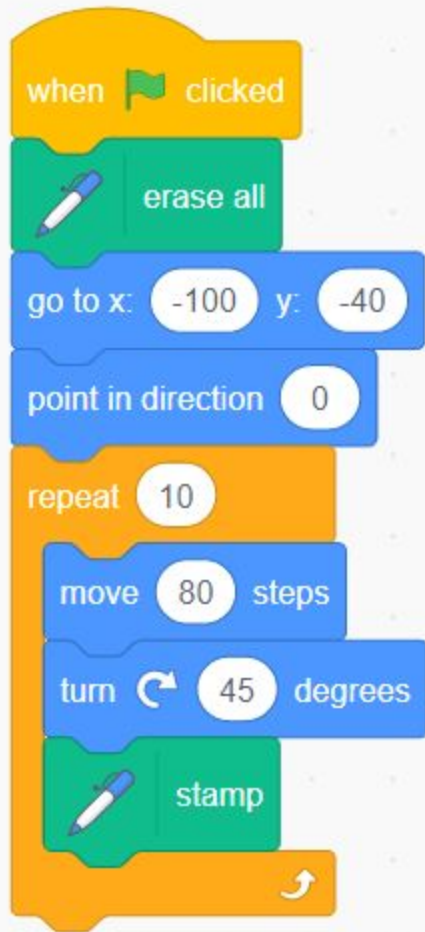 when clicked
erase all
go to x: -100 y: -40
point in direction 0
repeat 10
move 80 steps
turn 45 degrees
stamp